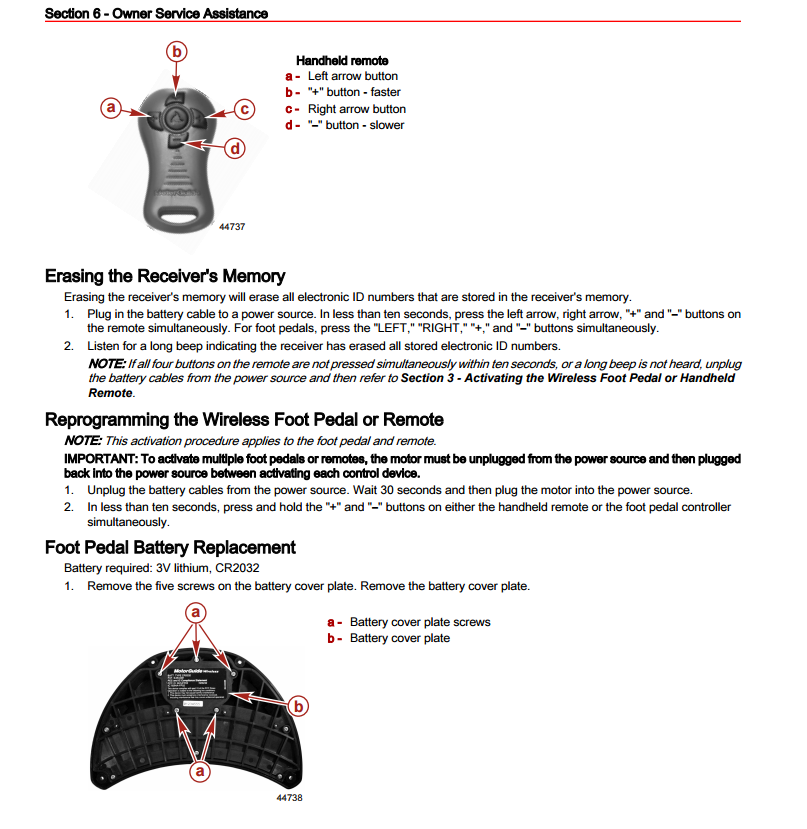 Section 6 - Owner Service Assistance
b
a
c
d
44737
Handheld remote
a - Left arrow button
b - "+" button - faster
c - Right arrow button
d - "–" button - slower
Erasing the Receiver's Memory
Erasing the receiver's memory will erase all electronic ID numbers that are stored in the receiver's memory.
1. Plug in the battery cable to a power source. In less than ten seconds, press the left arrow, right arrow, "+" and "–" buttons on
the remote simultaneously. For foot pedals, press the "LEFT," "RIGHT," "+," and "–" buttons simultaneously.
2. Listen for a long beep indicating the receiver has erased all stored electronic ID numbers.
NOTE: If all four buttons on the remote are not pressed simultaneously within ten seconds, or a long beep is not heard, unplug
the battery cables from the power source and then refer to Section 3 - Activating the Wireless Foot Pedal or Handheld
Remote.
Reprogramming the Wireless Foot Pedal or Remote
NOTE: This activation procedure applies to the foot pedal and remote.
IMPORTANT: To activate multiple foot pedals or remotes, the motor must be unplugged from the power source and then plugged
back into the power source between activating each control device.
1. Unplug the battery cables from the power source. Wait 30 seconds and then plug the motor into the power source.
2. In less than ten seconds, press and hold the "+" and "–" buttons on either the handheld remote or the foot pedal controller
simultaneously.
Foot Pedal Battery Replacement
Battery required: 3V lithium, CR2032
1. Remove the five screws on the battery cover plate. Remove the battery cover plate.
a
MotorGuide Wireless
b
a
44738
a - Battery cover plate screws
b - Battery cover plate